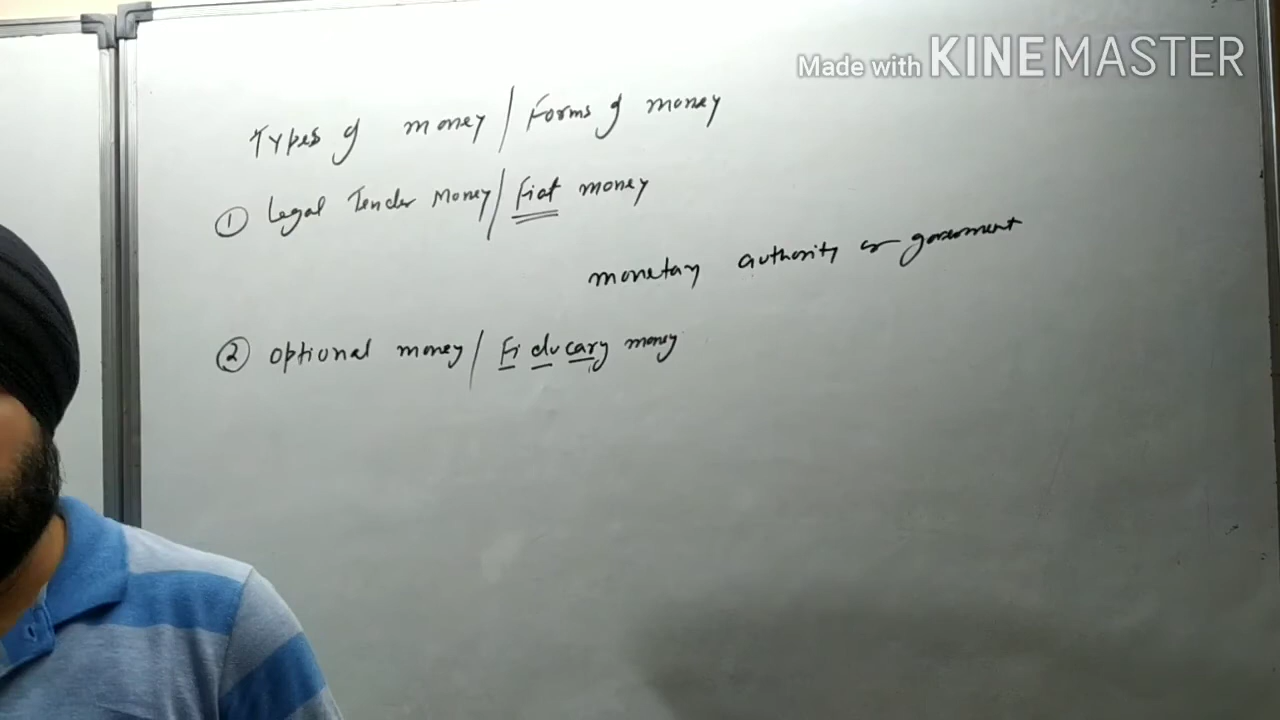 Made with KINEMASTER
Types of money / Forms of money
① Legal Tender Money / Fiat money
monetary authority or government
② Optional money / Fiducary money